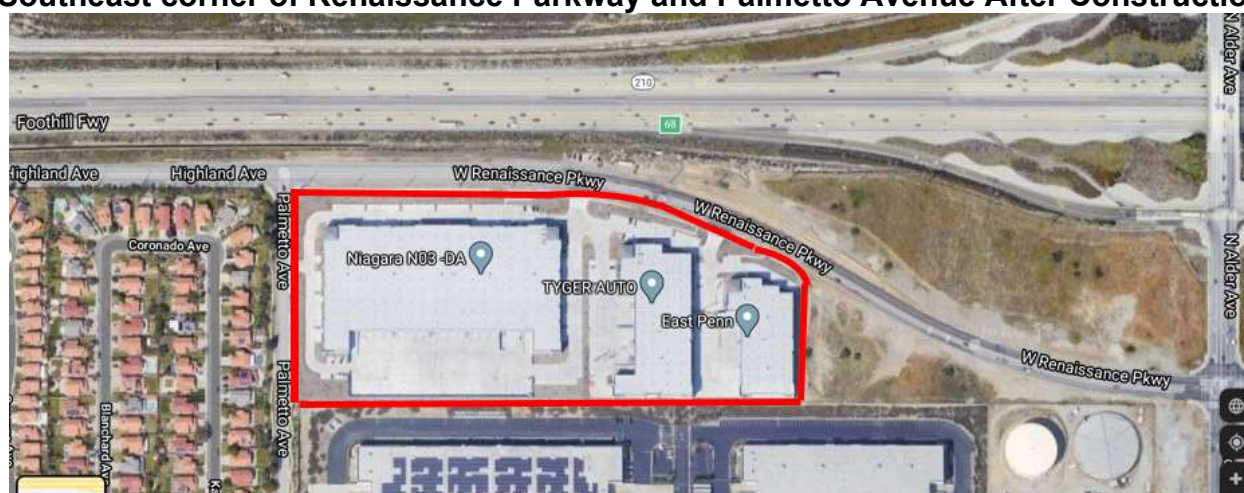 Southeast corner of Renaissance Parkway and Palmetto Avenue After Constructio
N Alder Ave
210
Foothill Fwy
68
Highland Ave
Highland Ave
W Renaissance Pkwy
Palmetto Ave
W Renaissance Pkwy
Coronado Ave
Niagara N03 -DA
TYGER AUTO
East Penn
N Alder Ave
W Renaissance Pkwy
Palmetto Ave
Blanchard Ave
Ka